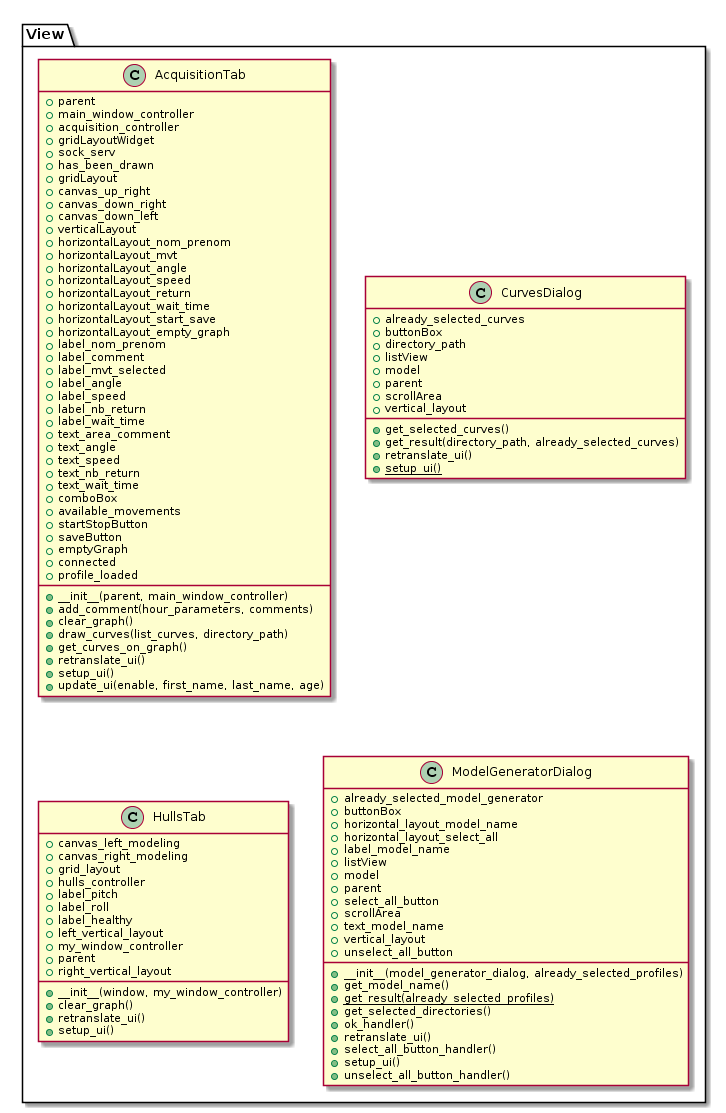 View
C AcquisitionTab
parent
main_window_controller
acquisition_controller
gridLayoutWidget
sock_serv
has_been_drawn
gridLayout
canvas_up_right
canvas_down_right
canvas_down_left
verticalLayout
horizontalLayout_nom_prenom
horizontalLayout_mvt
horizontalLayout_angle
horizontalLayout_speed
horizontalLayout_return
horizontalLayout_wait_time
horizontalLayout_start_save
horizontalLayout_empty_graph
label_nom_prenom
label_comment
label_mvt_selected
label_angle
label_speed
label_nb_return
label_wait_time
text_area_comment
text_angle
text_speed
text_nb_return
text_wait_time
comboBox
available_movements
startStopButton
saveButton
emptyGraph
connected
profile_loaded
__init__(parent, main_window_controller)
add_comment(hour_parameters, comments)
clear_graph()
draw_curves(list_curves, directory_path)
get_curves_on_graph()
retranslate_ui()
setup_ui()
update_ui(enable, first_name, last_name, age)
C CurvesDialog
already_selected_curves
buttonBox
directory_path
listView
model
parent
scrollArea
vertical_layout
get_selected_curves()
get_result(directory_path, already_selected_curves)
retranslate_ui()
setup_ui()
C HullsTab
canvas_left_modeling
canvas_right_modeling
grid_layout
hulls_controller
label_pitch
label_roll
label_healthy
left_vertical_layout
my_window_controller
parent
right_vertical_layout
__init__(window, my_window_controller)
clear_graph()
retranslate_ui()
setup_ui()
C ModelGeneratorDialog
already_selected_model_generator
buttonBox
horizontal_layout_model_name
horizontal_layout_select_all
label_model_name
listView
model
parent
select_all_button
scrollArea
text_model_name
vertical_layout
unselect_all_button
__init__(model_generator_dialog, already_selected_profiles)
get_model_name()
get_result(already_selected_profiles)
get_selected_directories()
ok_handler()
retranslate_ui()
select_all_button_handler()
setup_ui()
unselect_all_button_handler()